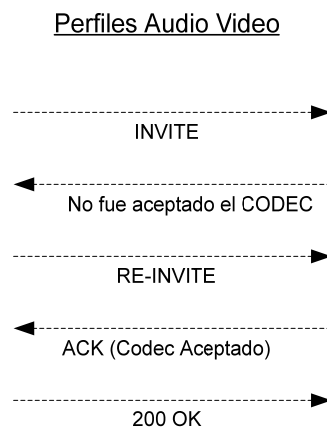 Perfiles Audio Video
INVITE
No fue aceptado el CODEC
RE-INVITE
ACK (Codec Aceptado)
200 OK